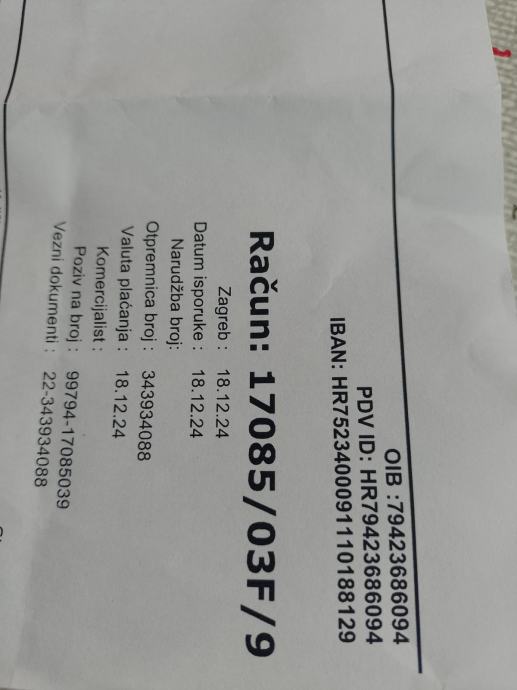 OIB :79423686094
PDV ID: HR79423686094
IBAN: HR7523400091110188129
Račun: 17085/03F/9
Zagreb : 18.12.24
Datum isporuke : 18.12.24
Narudžba broj:
Otpremnica broj : 343934088
Valuta plaćanja : 18.12.24
Komercijalist :
Poziv na broj : 99794-17085039
Vezni dokumenti : 22-343934088